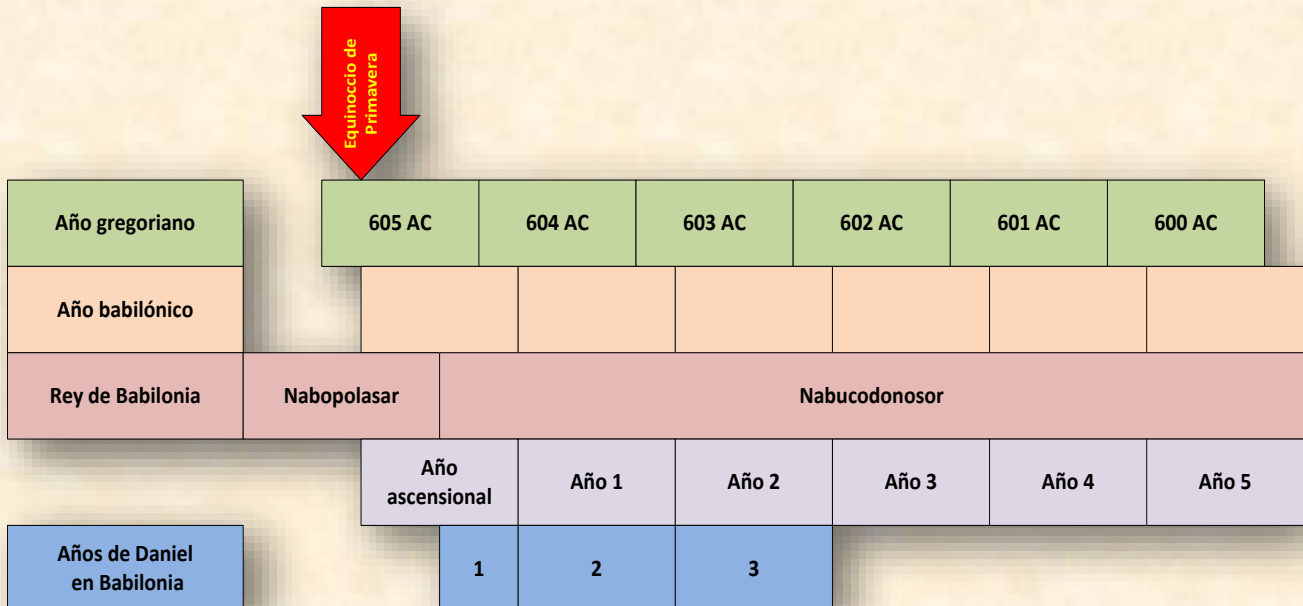 Equinoccio de
Primavera
Año gregoriano 605 AC 604 AC 603 AC 602 AC 601 AC 600 AC
Año babilónico
Rey de Babilonia Nabopolasar Nabucodonosor
Año
ascensional Año 1 Año 2 Año 3 Año 4 Año 5
Años de Daniel
en Babilonia 1 2 3